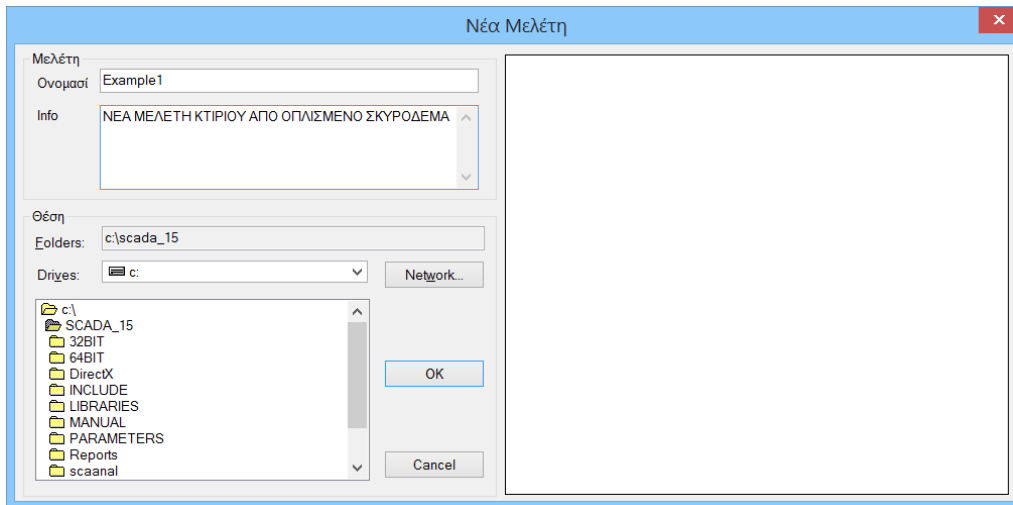 Νέα Μελέτη
Μελέτη
Ονομασί Example1
Info ΝΕΑ ΜΕΛΕΤΗ ΚΤΙΡΙΟΥ ΑΠΟ ΟΠΛΙΣΜΕΝΟ ΣΚΥΡΟΔΕΜΑ
Θέση
Folders: c:\scada_15
Drives: c: Network...
c:\
SCADA_15
32BIT
64BIT
DirectX
INCLUDE
LIBRARIES
MANUAL
PARAMETERS
Reports
scaanal
OK
Cancel